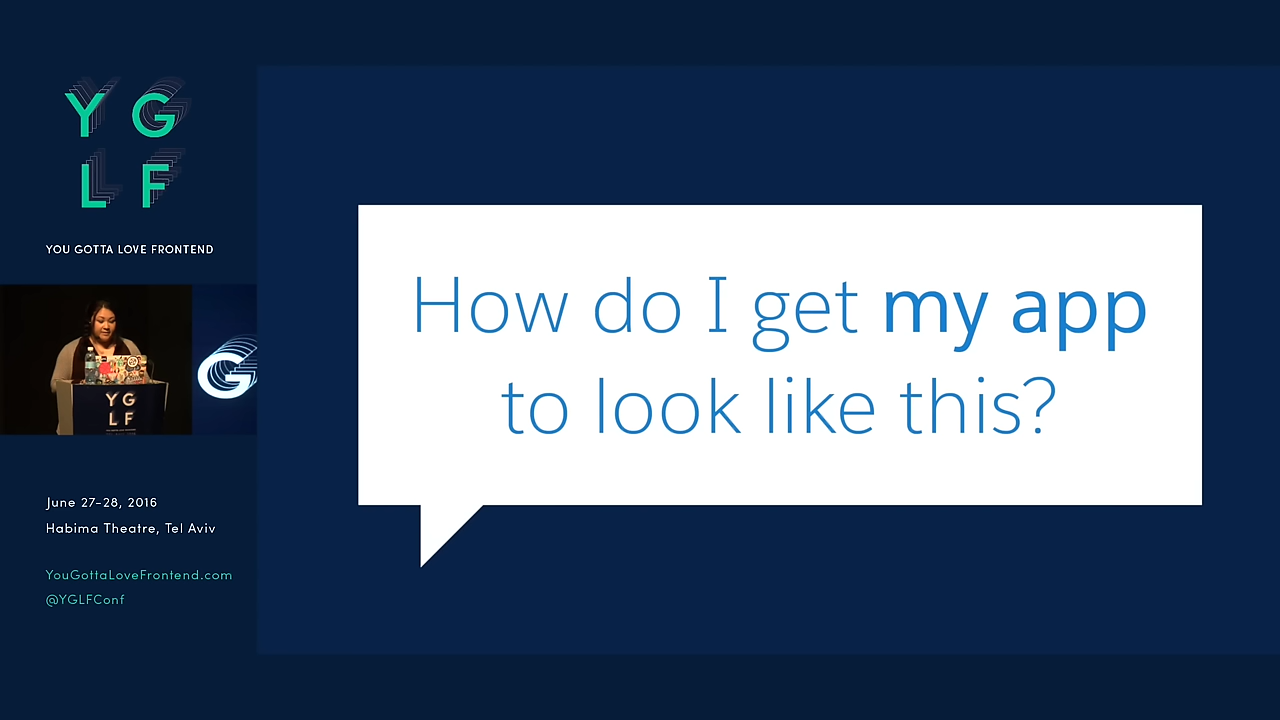 Y G
L F
YOU GOTTA LOVE FRONTEND
G
Y G
L F
June 27-28, 2016
Habima Theatre, Tel Aviv
YouGottaLoveFrontend.com
@YGLFConf
How do I get my app
to look like this?